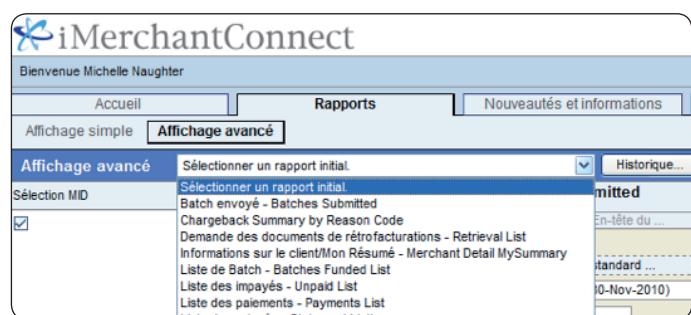 iMerchantConnect
Bienvenue Michelle Naughter
Accueil Rapports Nouveautés et informations
Affichage simple Affichage avancé
Affichage avancé Sélectionner un rapport initial. Historique...
Sélection MID Sélectionner un rapport initial. mitted
Batch envoyé - Batches Submitted
En-tête du ...
Chargeback Summary by Reason Code
Demande des documents de rétrofacturations - Retrieval List
Informations sur le client/Mon Résumé - Merchant Detail MySummary
standard ...
Liste de Batch - Batches Funded List
Liste des impayés - Unpaid List
0-Nov-2010)
Liste des paiements - Payments List